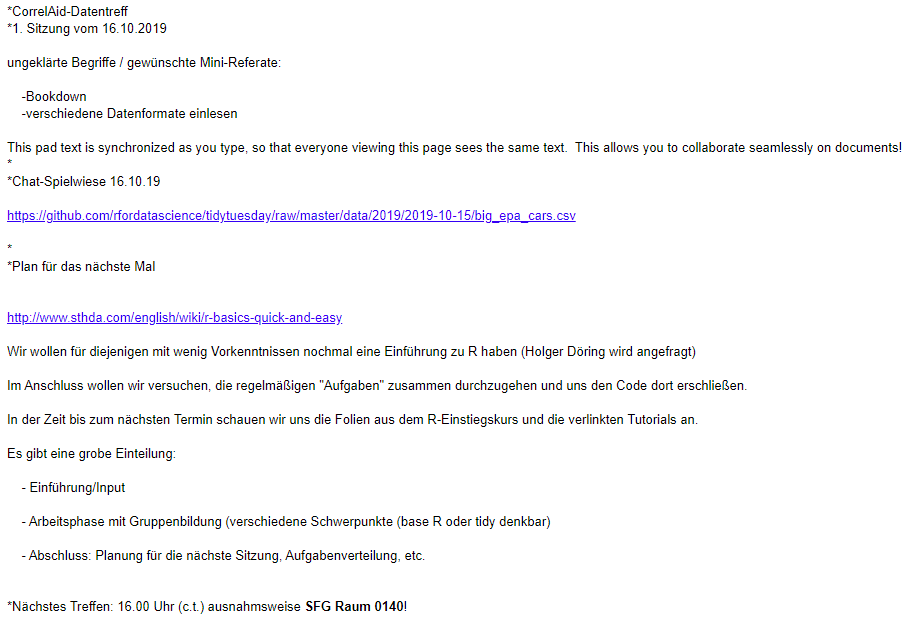 *CorrelAid-Datentreff
*1. Sitzung vom 16.10.2019
ungeklärte Begriffe / gewünschte Mini-Referate:
-Bookdown
-verschiedene Datenformate einlesen
This pad text is synchronized as you type, so that everyone viewing this page sees the same text.  This allows you to collaborate seamlessly on documents!
*
*Chat-Spielwiese 16.10.19
https://github.com/rfordatascience/tidytuesday/raw/master/data/2019/2019-10-15/big_epa_cars.csv
*
*Plan für das nächste Mal
http://www.sthda.com/english/wiki/r-basics-quick-and-easy
Wir wollen für diejenigen mit wenig Vorkenntnissen nochmal eine Einführung zu R haben (Holger Döring wird angefragt)
Im Anschluss wollen wir versuchen, die regelmäßigen "Aufgaben" zusammen durchzugehen und uns den Code dort erschließen.
In der Zeit bis zum nächsten Termin schauen wir uns die Folien aus dem R-Einstiegskurs und die verlinkten Tutorials an.
Es gibt eine grobe Einteilung:
- Einführung/Input
- Arbeitsphase mit Gruppenbildung (verschiedene Schwerpunkte (base R oder tidy denkbar)
- Abschluss: Planung für die nächste Sitzung, Aufgabenverteilung, etc.
*Nächstes Treffen: 16.00 Uhr (c.t.) ausnahmsweise SFG Raum 0140!